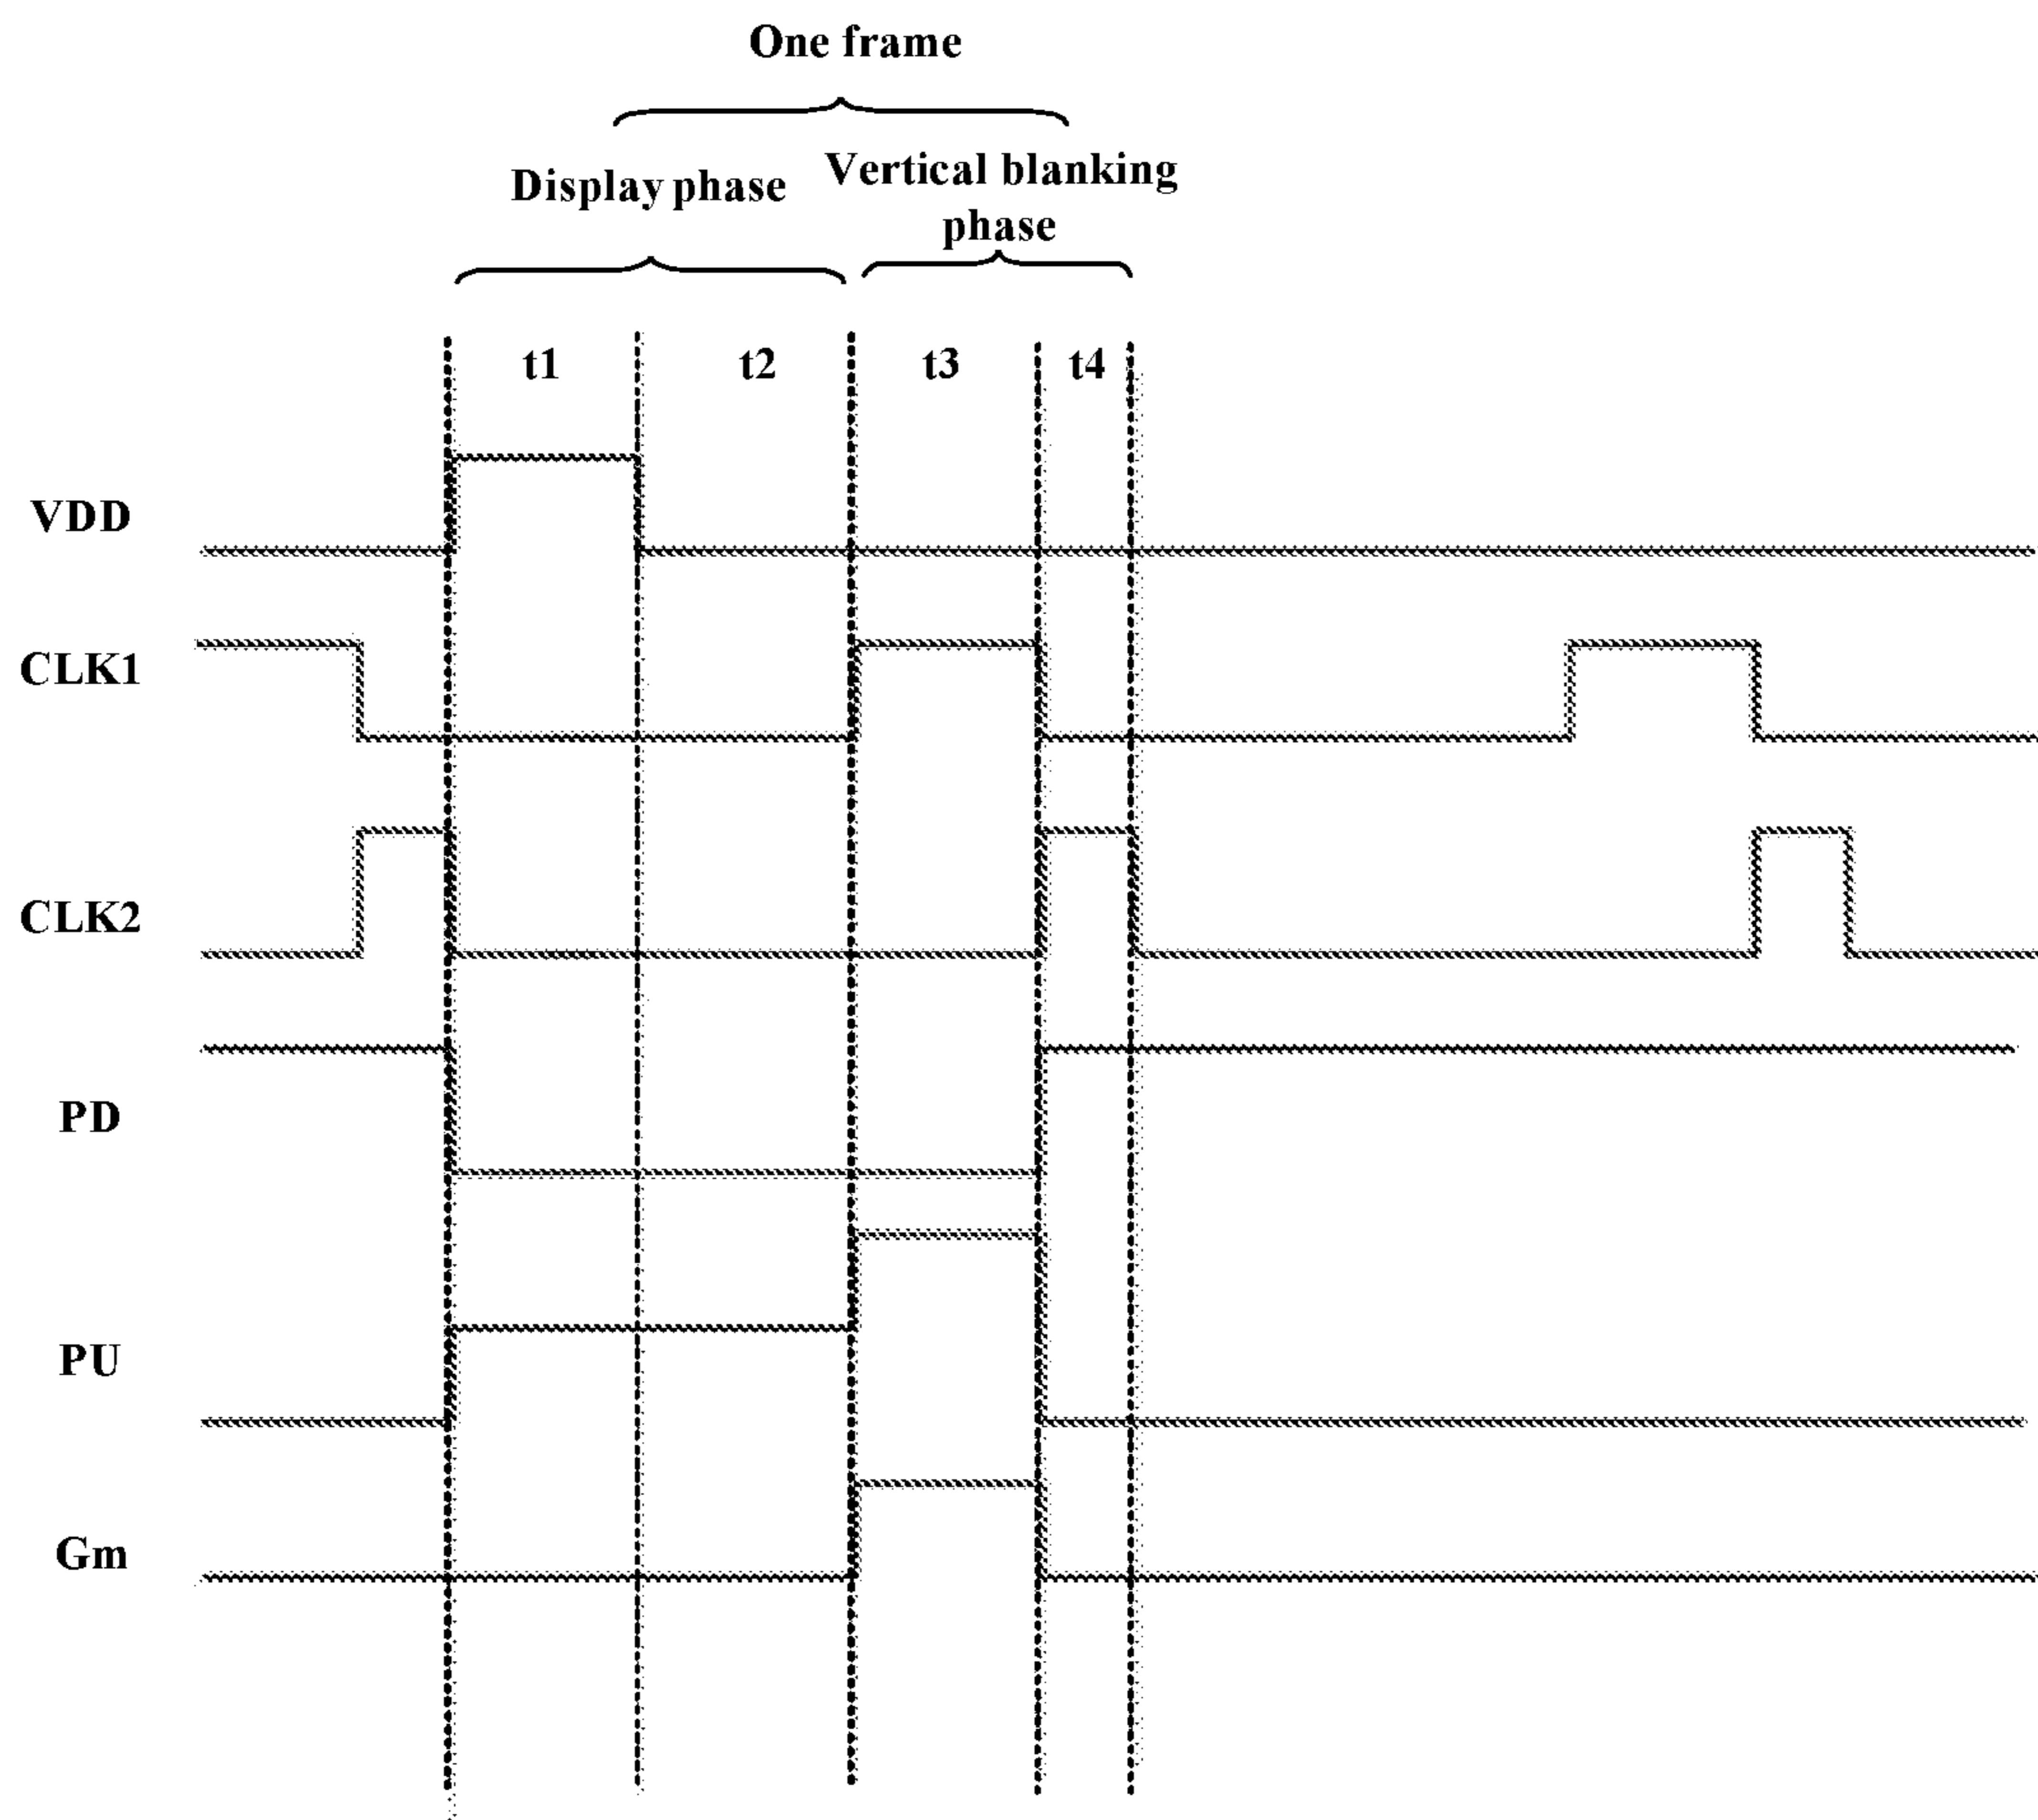 One frame
Display phase
Vertical blanking
phase
t1
t2
t3
t4
VDD
CLK1
CLK2
PD
PU
Gm